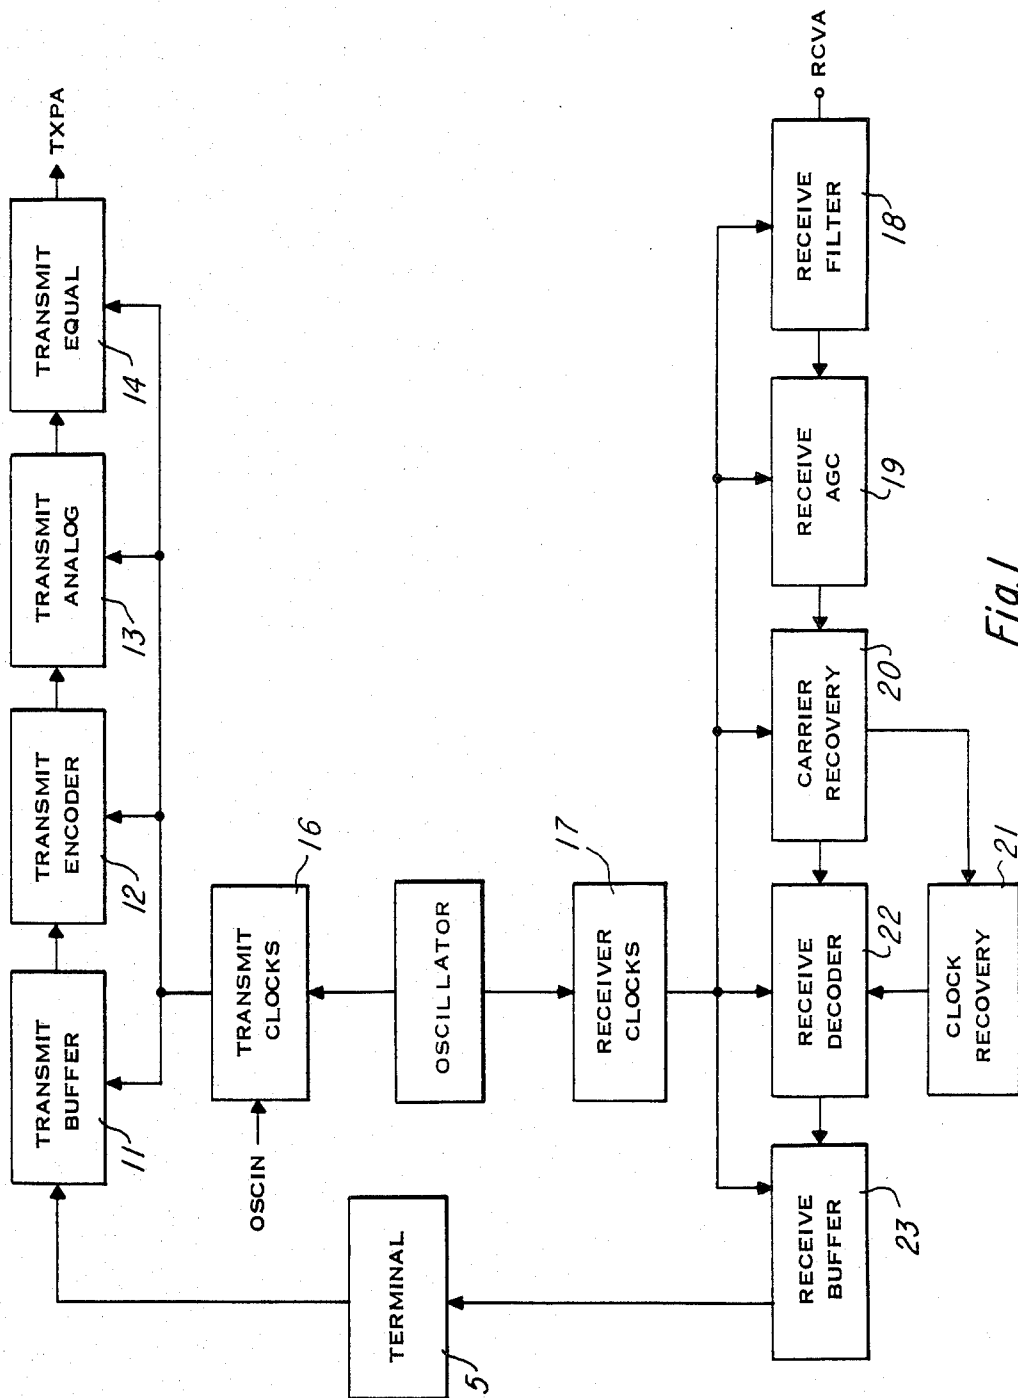 TRANSMIT
BUFFER
11
TRANSMIT
ENCODER
12
TRANSMIT
ANALOG
13
TRANSMIT
EQUAL
14
TXPA
OSCIN
TRANSMIT
CLOCKS
16
TERMINAL
5
OSCILLATOR
RECEIVER
CLOCKS
17
RECEIVE
BUFFER
23
RECEIVE
DECODER
22
CARRIER
RECOVERY
20
RECEIVE
AGC
19
RECEIVE
FILTER
18
RCVA
CLOCK
RECOVERY
21
Fig.1